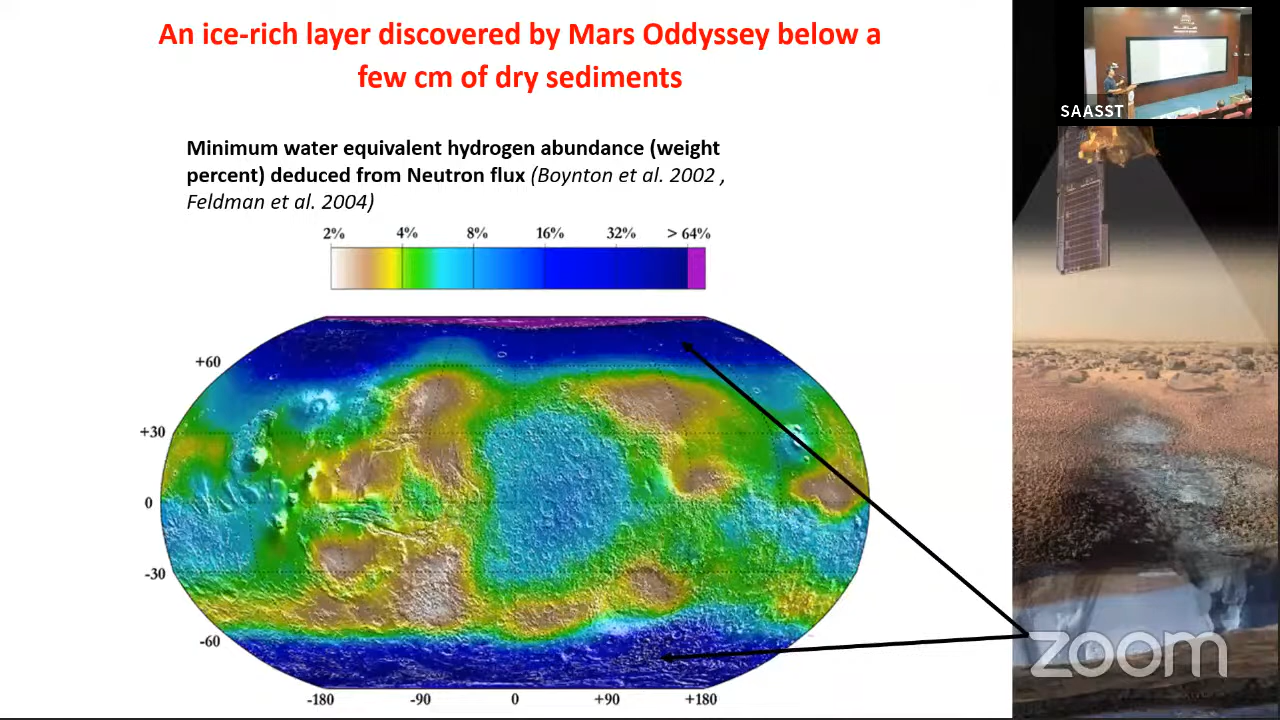 An ice-rich layer discovered by Mars Oddyssey below a
few cm of dry sediments
Minimum water equivalent hydrogen abundance (weight
percent) deduced from Neutron flux (Boynton et al. 2002 ,
Feldman et al. 2004)
2% 4% 8% 16% 32% > 64%
+60
+30
0
-30
-60
-180 -90 0 +90 +180
SAASST
zoom